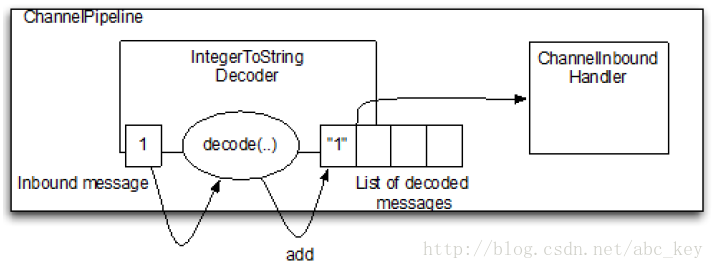 ChannelPipeline
IntegerToString
Decoder
ChannelInbound
Handler
1
decode(..)
"1"
Inbound message
List of decoded
messages
add
http://blog.csdn.net/abc_key